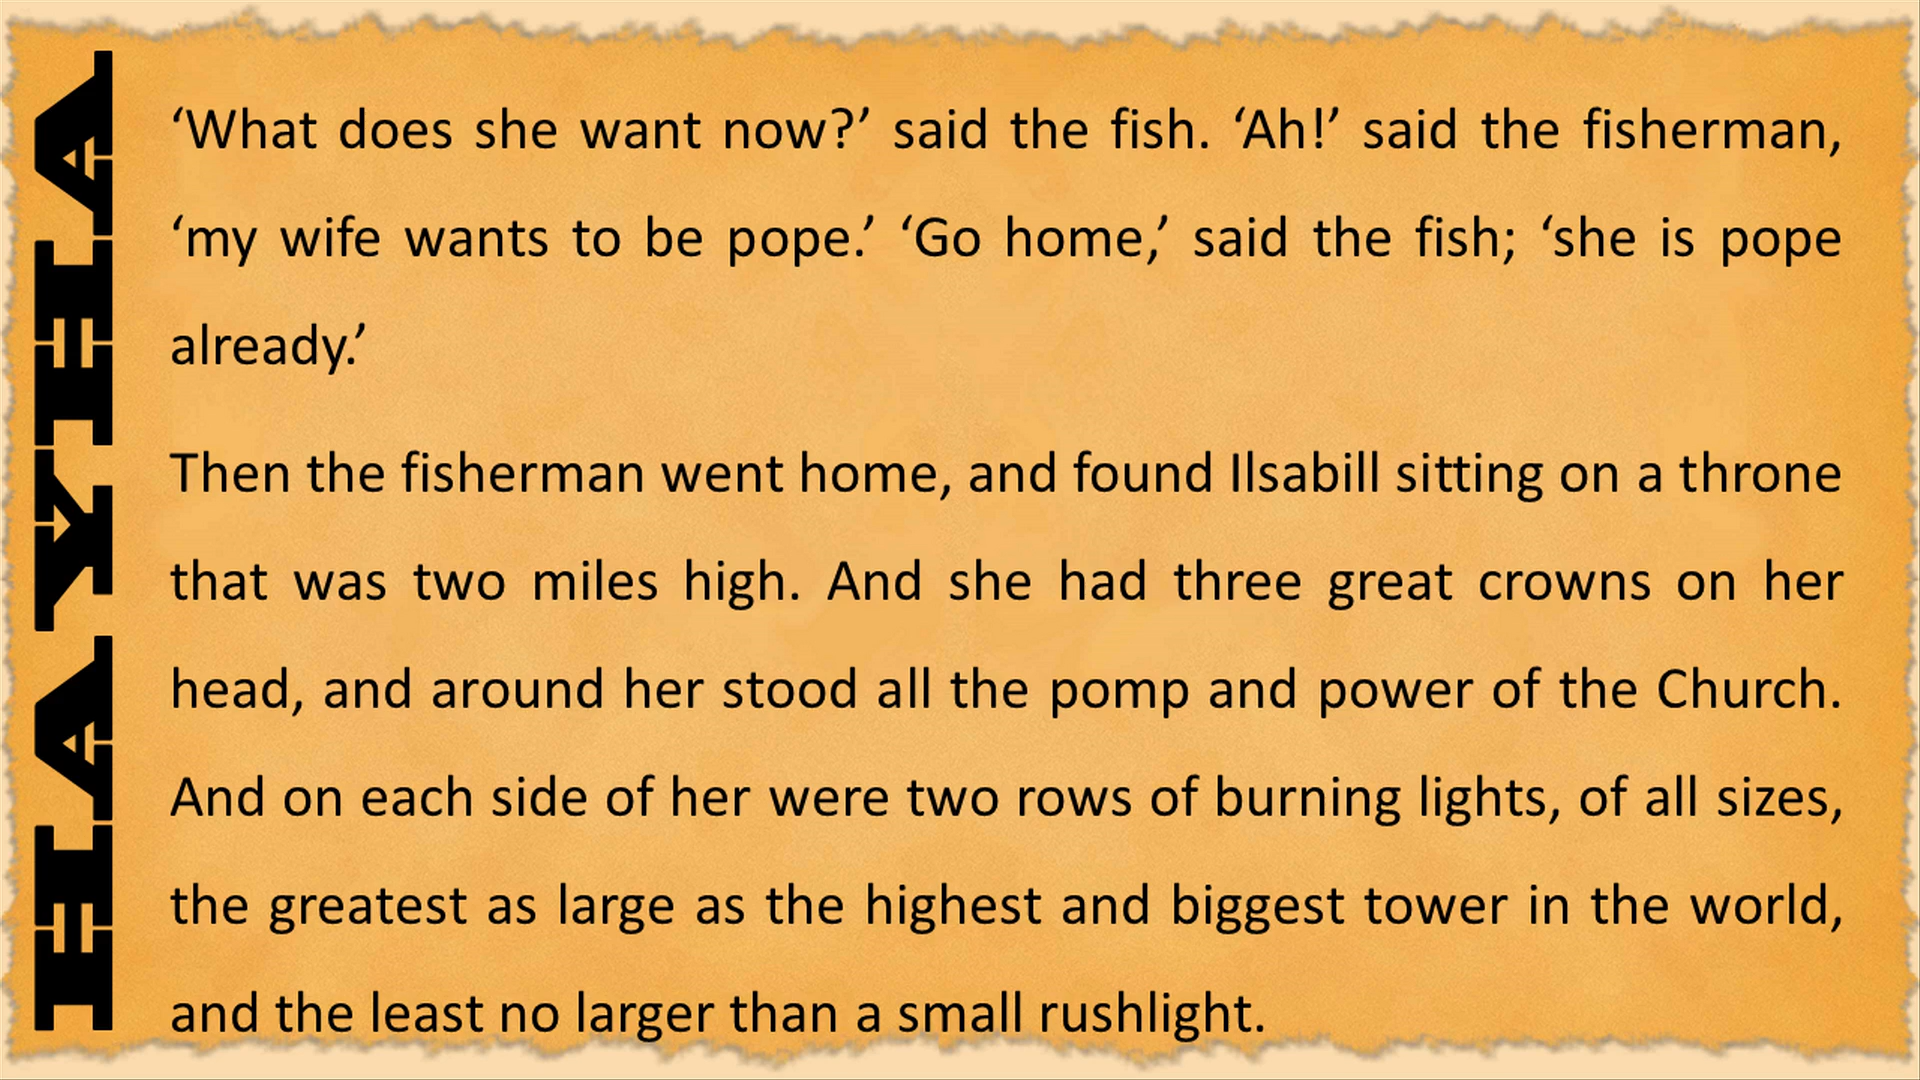 HAYHA
‘What does she want now?’ said the fish. ‘Ah!’ said the fisherman,
‘my wife wants to be pope.’ ‘Go home,’ said the fish; ‘she is pope
already.’
Then the fisherman went home, and found Ilsabill sitting on a throne
that was two miles high. And she had three great crowns on her
head, and around her stood all the pomp and power of the Church.
And on each side of her were two rows of burning lights, of all sizes,
the greatest as large as the highest and biggest tower in the world,
and the least no larger than a small rushlight.